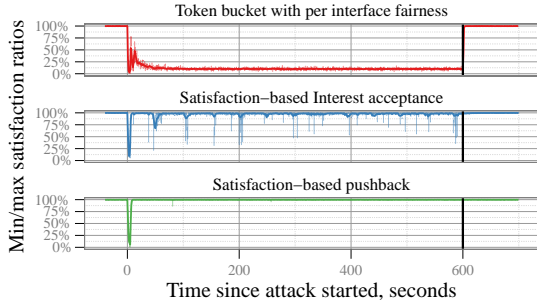 Token bucket with per interface fairness
100%
75%
50%
25%
0%
Satisfaction−based Interest acceptance
100%
75%
50%
25%
0%
Satisfaction−based pushback
100%
75%
50%
25%
0%
Min/max satisfaction ratios
0 200 400 600
Time since attack started, seconds